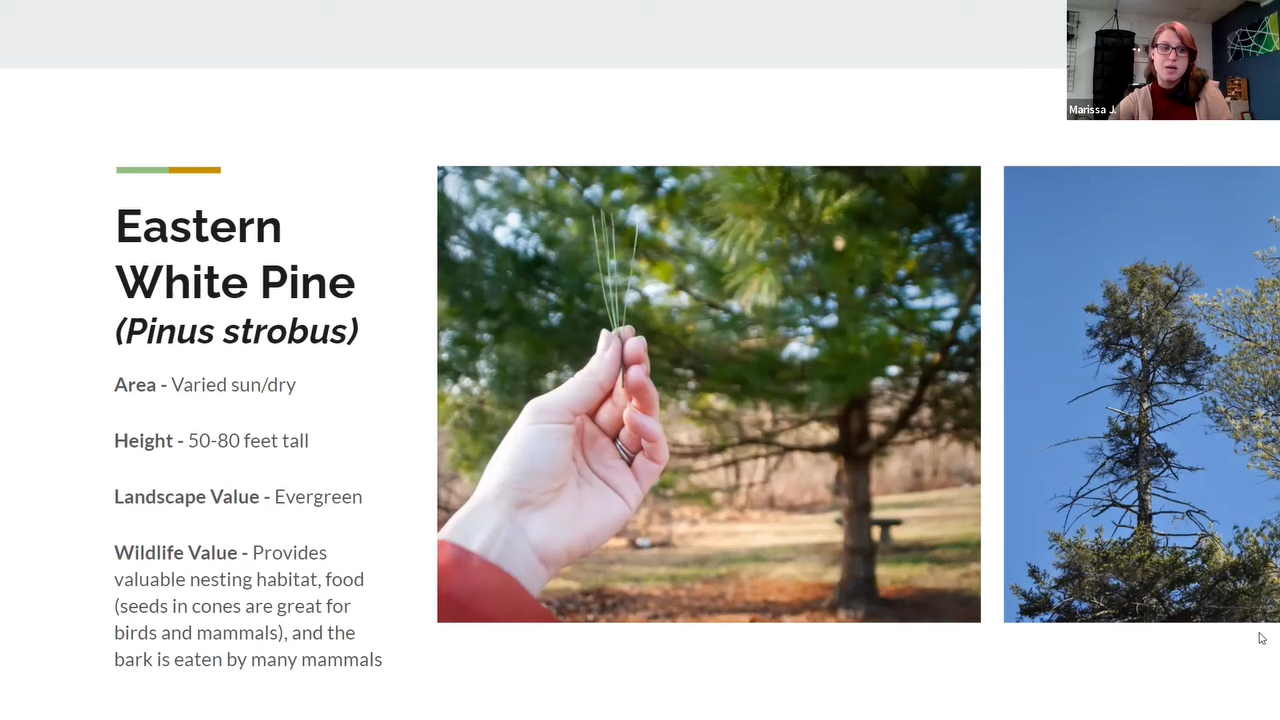 Marissa J.
Eastern
White Pine
(Pinus strobus)
Area - Varied sun/dry
Height - 50-80 feet tall
Landscape Value - Evergreen
Wildlife Value - Provides
valuable nesting habitat, food
(seeds in cones are great for
birds and mammals), and the
bark is eaten by many mammals